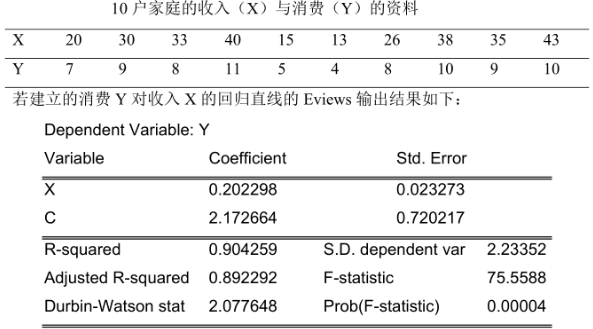 10 户家庭的收入（X）与消费（Y）的资料
X 20 30 33 40 15 13 26 38 35 43
Y 7 9 8 11 5 4 8 10 9 10
若建立的消费 Y 对收入 X 的回归直线的 Eviews 输出结果如下：
Dependent Variable: Y
Variable Coefficient Std. Error
X 0.202298 0.023273
C 2.172664 0.720217
R-squared 0.904259 S.D. dependent var 2.23352
Adjusted R-squared 0.892292 F-statistic 75.5588
Durbin-Watson stat 2.077648 Prob(F-statistic) 0.00004